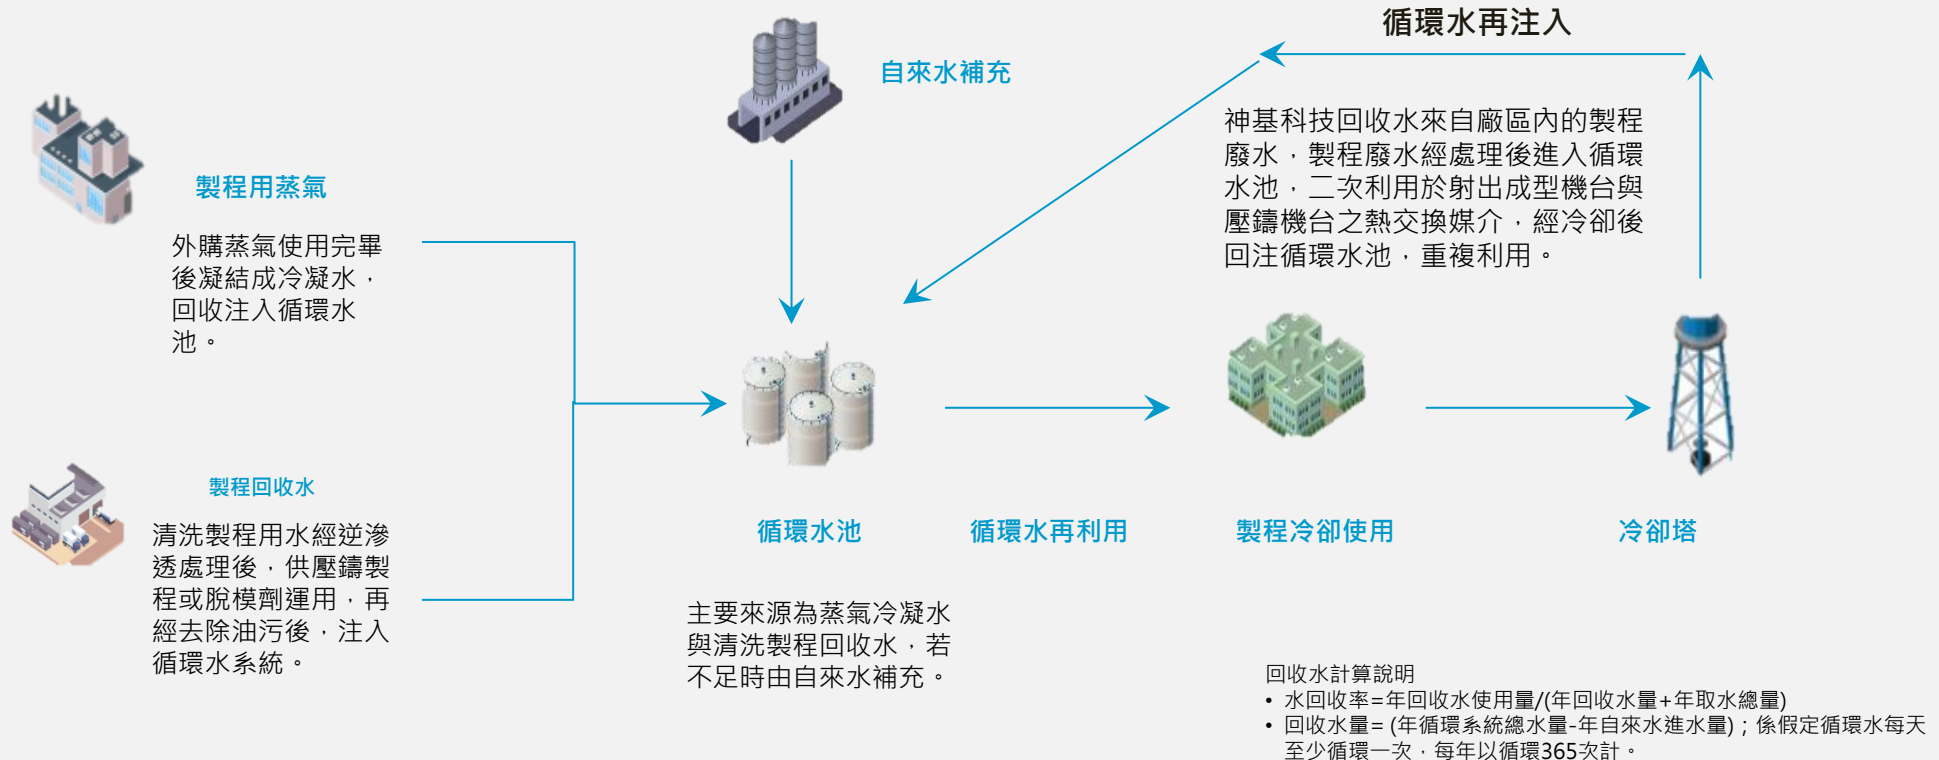 循環水再注入
自來水補充
神基科技回收水來自廠區內的製程
廢水，製程廢水經處理後進入循環
水池，二次利用於射出成型機台與
壓鑄機台之熱交換媒介，經冷卻後
回注循環水池，重複利用。
製程用蒸氣
外購蒸氣使用完畢
後凝結成冷凝水，
回收注入循環水
池。
製程回收水
清洗製程用水經逆滲
透處理後，供壓鑄製
程或脫模劑運用，再
經去除油污後，注入
循環水系統。
循環水池
循環水再利用
製程冷卻使用
冷卻塔
主要來源為蒸氣冷凝水
與清洗製程回收水，若
不足時由自來水補充。
回收水計算說明
• 水回收率=年回收水使用量/(年回收水量+年取水總量)
• 回收水量= (年循環系統總水量-年自來水進水量)；係假定循環水每天
至少循環一次，每年以循環365次計。